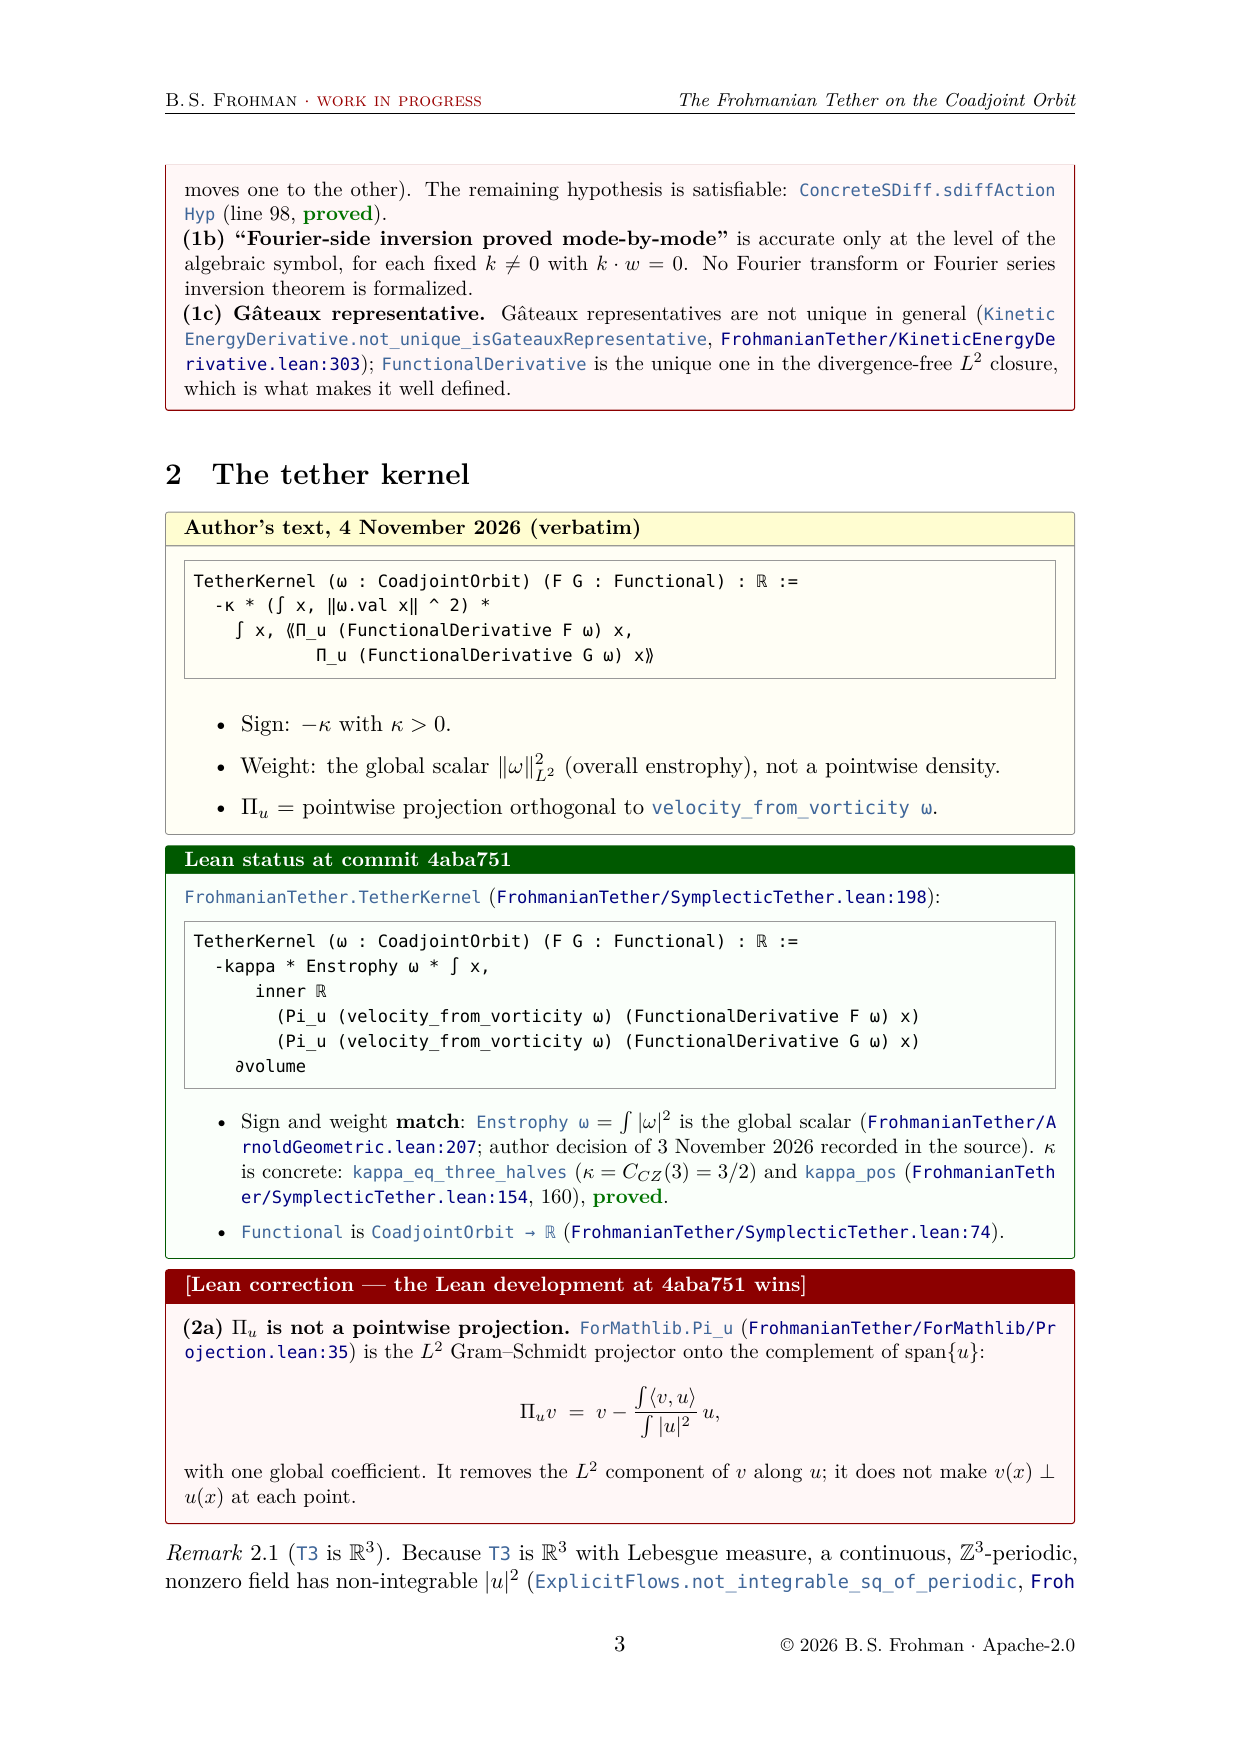 B. S. FROHMAN · WORK IN PROGRESS The Frohmanian Tether on the Coadjoint Orbit
moves one to the other). The remaining hypothesis is satisfiable: ConcreteSDiff.sdiffAction
Hyp (line 98, proved).
(1b) “Fourier-side inversion proved mode-by-mode” is accurate only at the level of the
algebraic symbol, for each fixed k ≠ 0 with k · w = 0. No Fourier transform or Fourier series
inversion theorem is formalized.
(1c) Gâteaux representative. Gâteaux representatives are not unique in general (Kinetic
EnergyDerivative.not_unique_isGateauxRepresentative, FrohmanianTether/KineticEnergyDe
rivative.lean:303); FunctionalDerivative is the unique one in the divergence-free L² closure,
which is what makes it well defined.
2 The tether kernel
Author’s text, 4 November 2026 (verbatim)
TetherKernel (ω : CoadjointOrbit) (F G : Functional) : ℝ :=
-κ * (∫ x, ‖ω.val x‖ ^ 2) *
∫ x, ⟪Π_u (FunctionalDerivative F ω) x,
Π_u (FunctionalDerivative G ω) x⟫
• Sign: −κ with κ > 0.
• Weight: the global scalar ‖ω‖²_{L²} (overall enstrophy), not a pointwise density.
• Π_u = pointwise projection orthogonal to velocity_from_vorticity ω.
Lean status at commit 4aba751
FrohmanianTether.TetherKernel (FrohmanianTether/SymplecticTether.lean:198):
TetherKernel (ω : CoadjointOrbit) (F G : Functional) : ℝ :=
-kappa * Enstrophy ω * ∫ x,
inner ℝ
(Pi_u (velocity_from_vorticity ω) (FunctionalDerivative F ω) x)
(Pi_u (velocity_from_vorticity ω) (FunctionalDerivative G ω) x)
∂volume
• Sign and weight match: Enstrophy ω = ∫ |ω|² is the global scalar (FrohmanianTether/A
rnoldGeometric.lean:207; author decision of 3 November 2026 recorded in the source). κ
is concrete: kappa_eq_three_halves (κ = C_{CZ}(3) = 3/2) and kappa_pos (FrohmanianTeth
er/SymplecticTether.lean:154, 160), proved.
• Functional is CoadjointOrbit → ℝ (FrohmanianTether/SymplecticTether.lean:74).
[Lean correction — the Lean development at 4aba751 wins]
(2a) Π_u is not a pointwise projection. ForMathlib.Pi_u (FrohmanianTether/ForMathlib/Pr
ojection.lean:35) is the L² Gram–Schmidt projector onto the complement of span{u}:
Π_u v = v − ∫⟨v, u⟩ / ∫ |u|² u,
with one global coefficient. It removes the L² component of v along u; it does not make v(x) ⊥
u(x) at each point.
Remark 2.1 (T3 is ℝ³). Because T3 is ℝ³ with Lebesgue measure, a continuous, ℤ³-periodic,
nonzero field has non-integrable |u|² (ExplicitFlows.not_integrable_sq_of_periodic, Froh
3 © 2026 B. S. Frohman · Apache-2.0